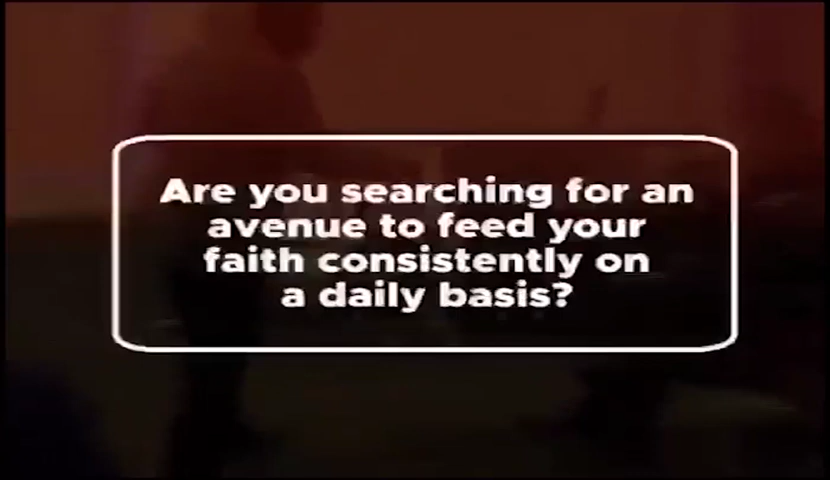 Are you searching for an
avenue to feed your
faith consistently on
a daily basis?